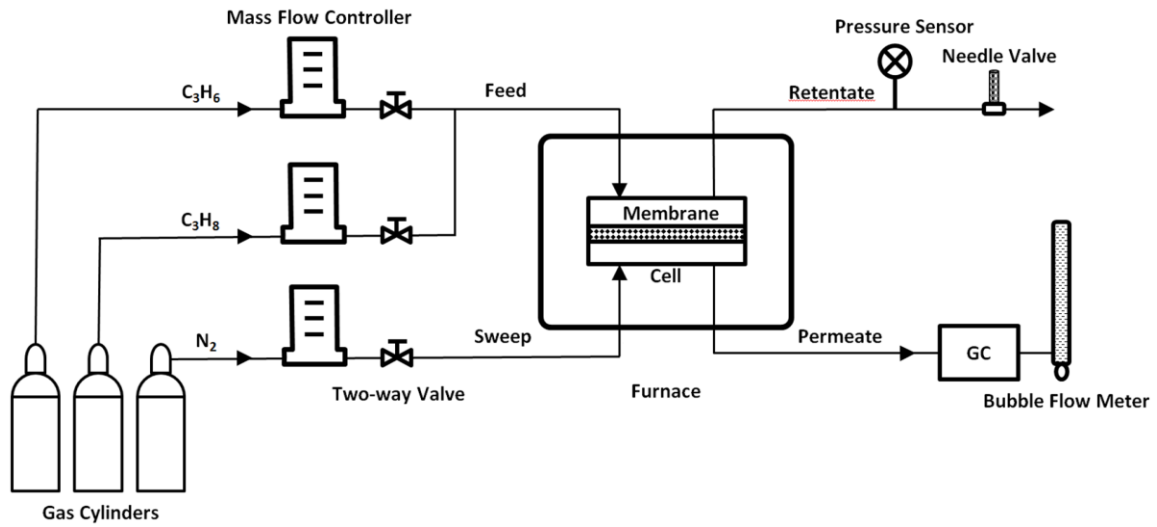 Mass Flow Controller
Pressure Sensor
Needle Valve
C₃H₆
Feed
Retentate
C₃H₈
Membrane
Cell
N₂
Sweep
Permeate
GC
Two-way Valve
Furnace
Bubble Flow Meter
Gas Cylinders